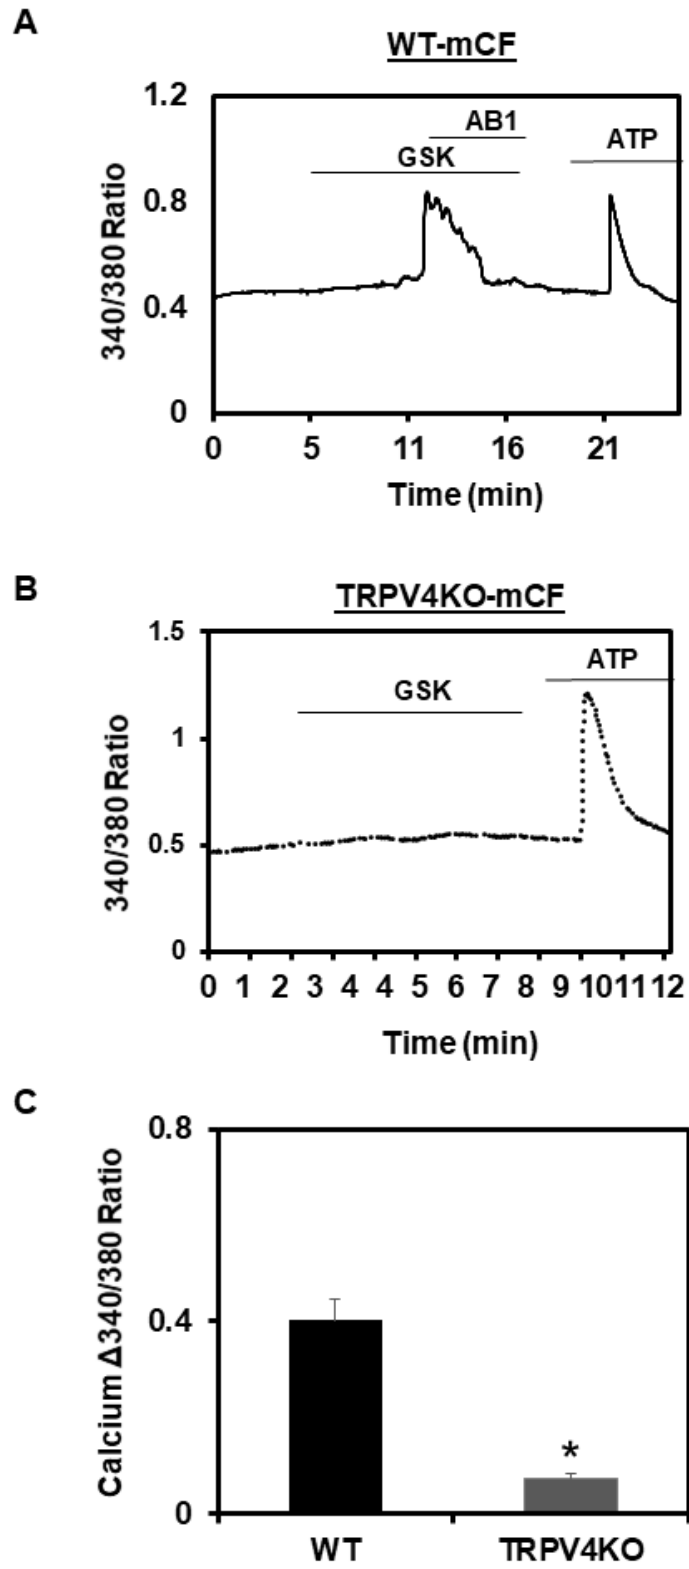 A
WT-mCF
1.2
AB1
ATP
GSK
0.8
0.4
0
340/380 Ratio
0 5 11 16 21
Time (min)
B
TRPV4KO-mCF
1.5
ATP
GSK
1
0.5
0
340/380 Ratio
0 1 2 3 4 4 5 6 7 8 9 10 11 12
Time (min)
C
0.8
0.4
0
Calcium Δ340/380 Ratio
*
WT TRPV4KO